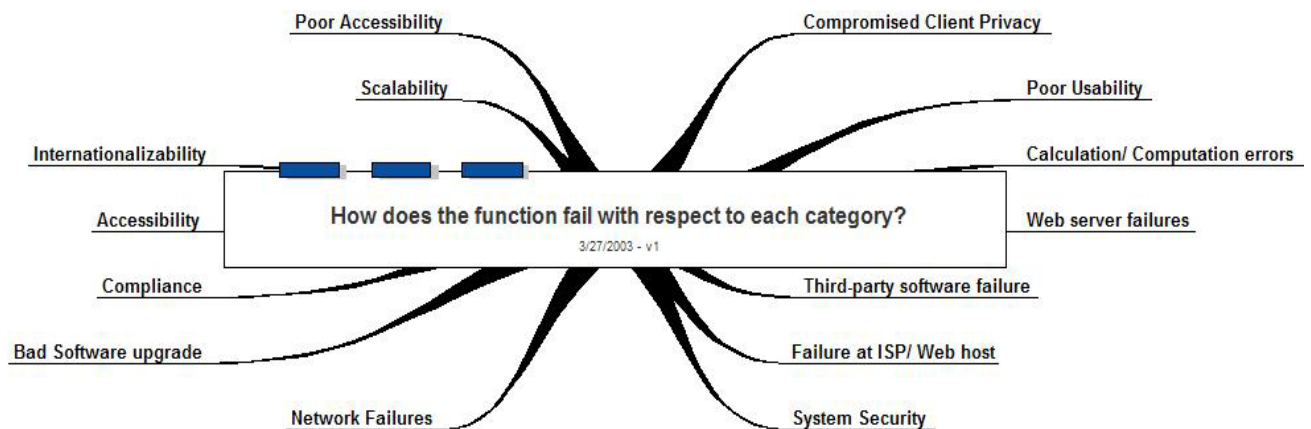 Poor Accessibility
Compromised Client Privacy
Scalability
Poor Usability
Internationalizability
Calculation/ Computation errors
How does the function fail with respect to each category?
3/27/2003 - v1
Accessibility
Web server failures
Compliance
Third-party software failure
Bad Software upgrade
Failure at ISP/ Web host
Network Failures
System Security